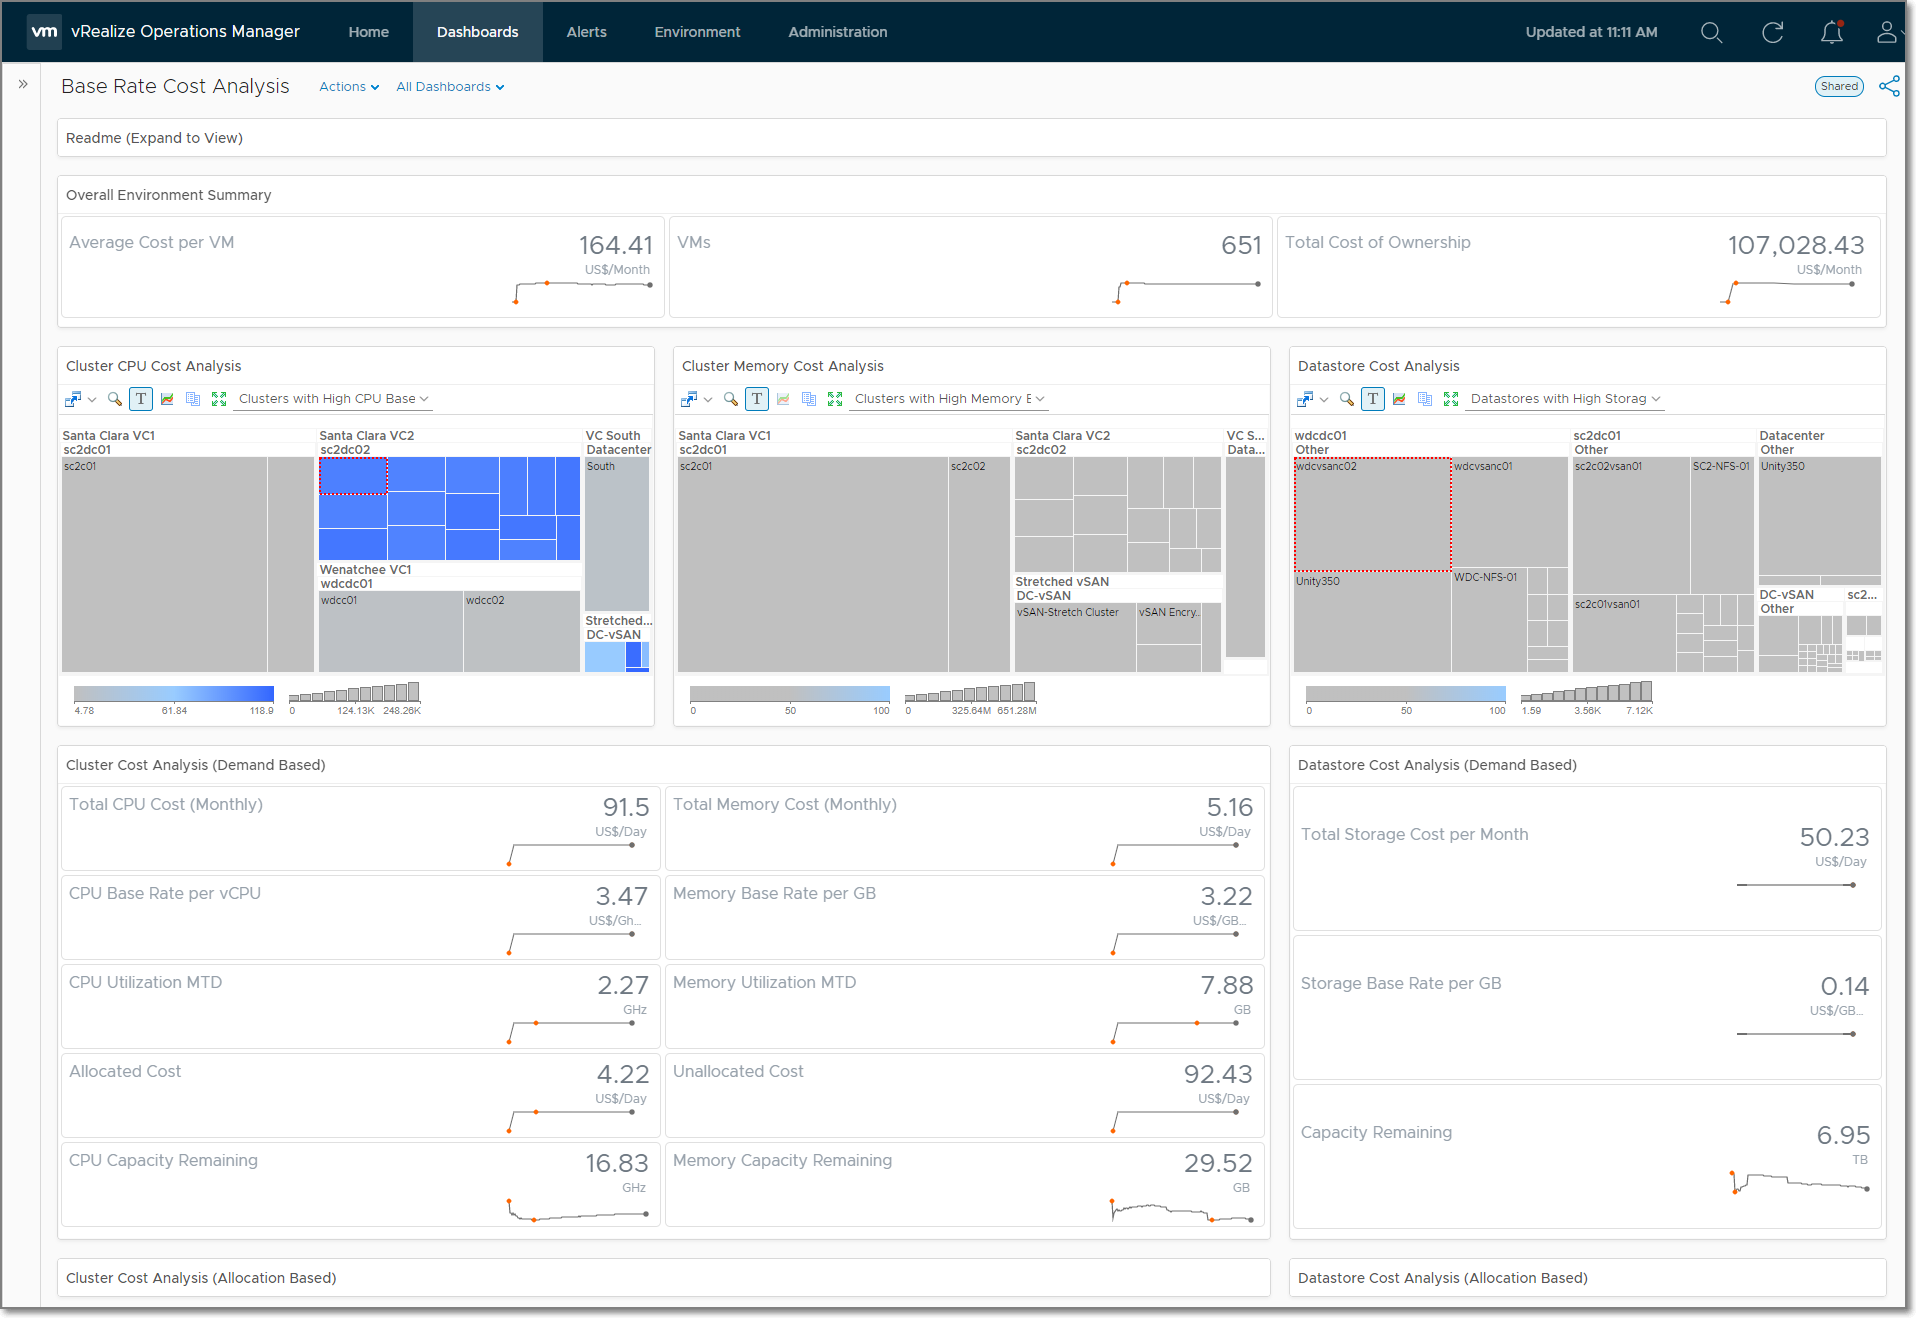 vm vRealize Operations Manager Home Dashboards Alerts Environment Administration Updated at 11:11 AM
Base Rate Cost Analysis Actions All Dashboards Shared
Readme (Expand to View)
Overall Environment Summary
Average Cost per VM 164.41
US$/Month
VMs 651
Total Cost of Ownership 107,028.43
US$/Month
Cluster CPU Cost Analysis
T Clusters with High CPU Base
Santa Clara VC1
sc2dc01
sc2c01
Santa Clara VC2
sc2dc02
Wenatchee VC1
wdcdc01
wdcc01 wdcc02
VC South
Datacenter
South
Stretched...
DC-vSAN
4.78 61.84 118.9 0 124.13K 248.26K
Cluster Memory Cost Analysis
T Clusters with High Memory E
Santa Clara VC1
sc2dc01
sc2c01 sc2c02
Santa Clara VC2
sc2dc02
Stretched vSAN
DC-vSAN
vSAN-Stretch Cluster vSAN Encry...
VC S...
Data...
0 50 100 0 325.64M 651.28M
Datastore Cost Analysis
T Datastores with High Storag
wdcdc01
Other
wdcvsanc02 wdcvsanc01
Unity350 WDC-NFS-01
sc2dc01
Other
sc2c02vsan01 SC2-NFS-01
sc2c01vsan01
Datacenter
Other
Unity350
DC-vSAN
Other
sc2...
0 50 100 1.59 3.56K 7.12K
Cluster Cost Analysis (Demand Based)
Total CPU Cost (Monthly) 91.5
US$/Day
Total Memory Cost (Monthly) 5.16
US$/Day
CPU Base Rate per vCPU 3.47
US$/Gh...
Memory Base Rate per GB 3.22
US$/GB...
CPU Utilization MTD 2.27
GHz
Memory Utilization MTD 7.88
GB
Allocated Cost 4.22
US$/Day
Unallocated Cost 92.43
US$/Day
CPU Capacity Remaining 16.83
GHz
Memory Capacity Remaining 29.52
GB
Datastore Cost Analysis (Demand Based)
Total Storage Cost per Month 50.23
US$/Day
Storage Base Rate per GB 0.14
US$/GB...
Capacity Remaining 6.95
TB
Cluster Cost Analysis (Allocation Based)
Datastore Cost Analysis (Allocation Based)